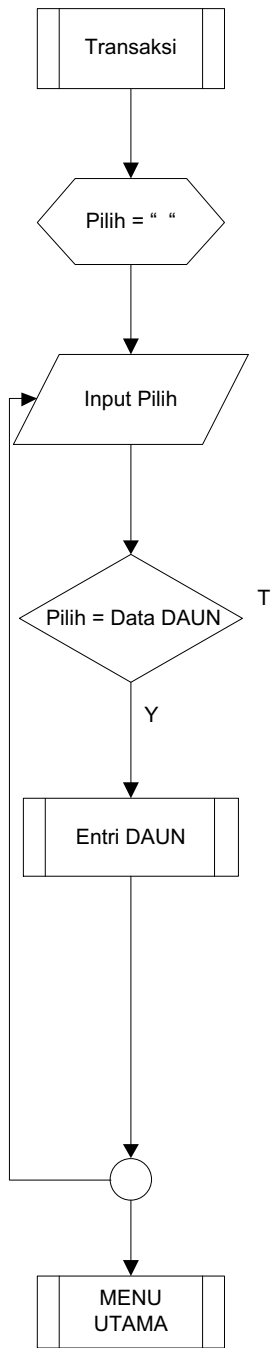 Transaksi
Pilih = “  “
Input Pilih
Pilih = Data DAUN
T
Y
Entri DAUN
MENU
UTAMA